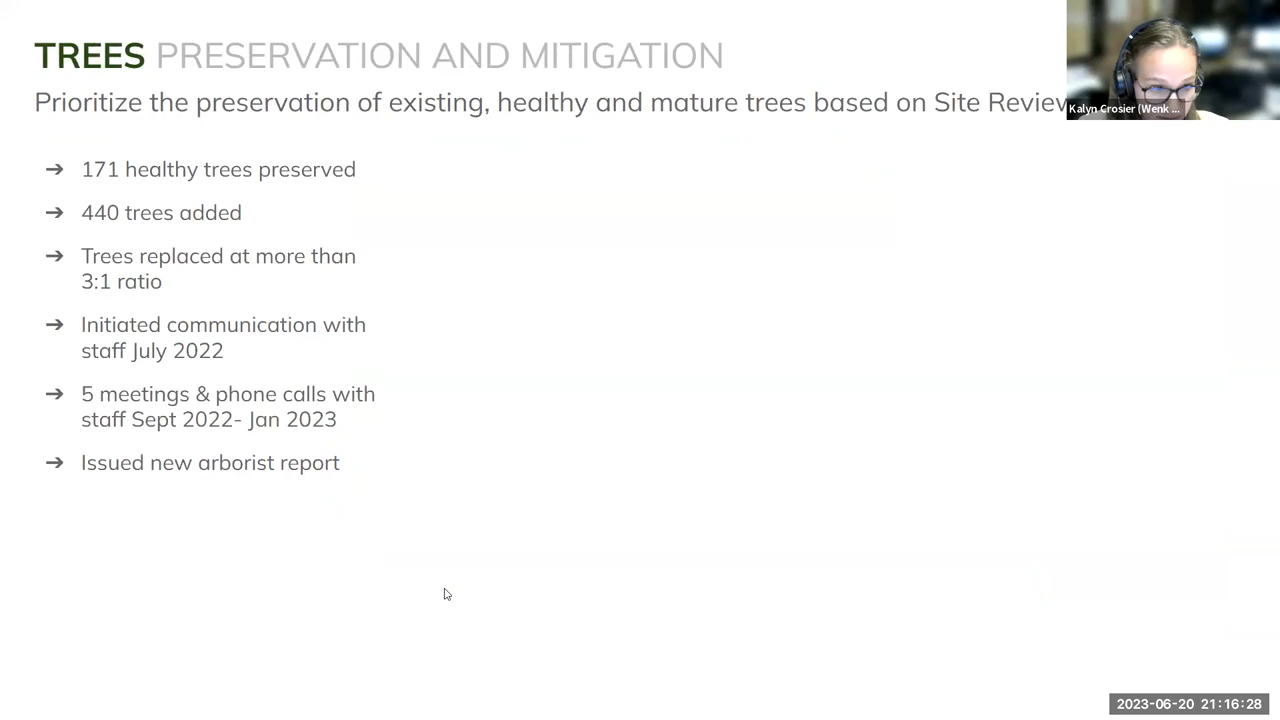 TREES PRESERVATION AND MITIGATION
Prioritize the preservation of existing, healthy and mature trees based on Site Review
Kalyn Crosier (Wenk ...
→ 171 healthy trees preserved
→ 440 trees added
→ Trees replaced at more than
3:1 ratio
→ Initiated communication with
staff July 2022
→ 5 meetings & phone calls with
staff Sept 2022- Jan 2023
→ Issued new arborist report
2023-06-20 21:16:28